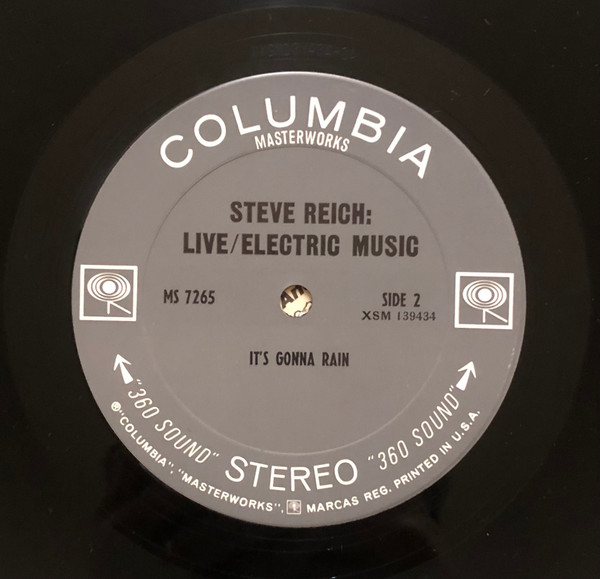 COLUMBIA
MASTERWORKS
STEVE REICH:
LIVE/ELECTRIC MUSIC
MS 7265
SIDE 2
XSM 139434
IT'S GONNA RAIN
"360 SOUND" STEREO "360 SOUND"
®"COLUMBIA", "MASTERWORKS", MARCAS REG. PRINTED IN U.S.A.